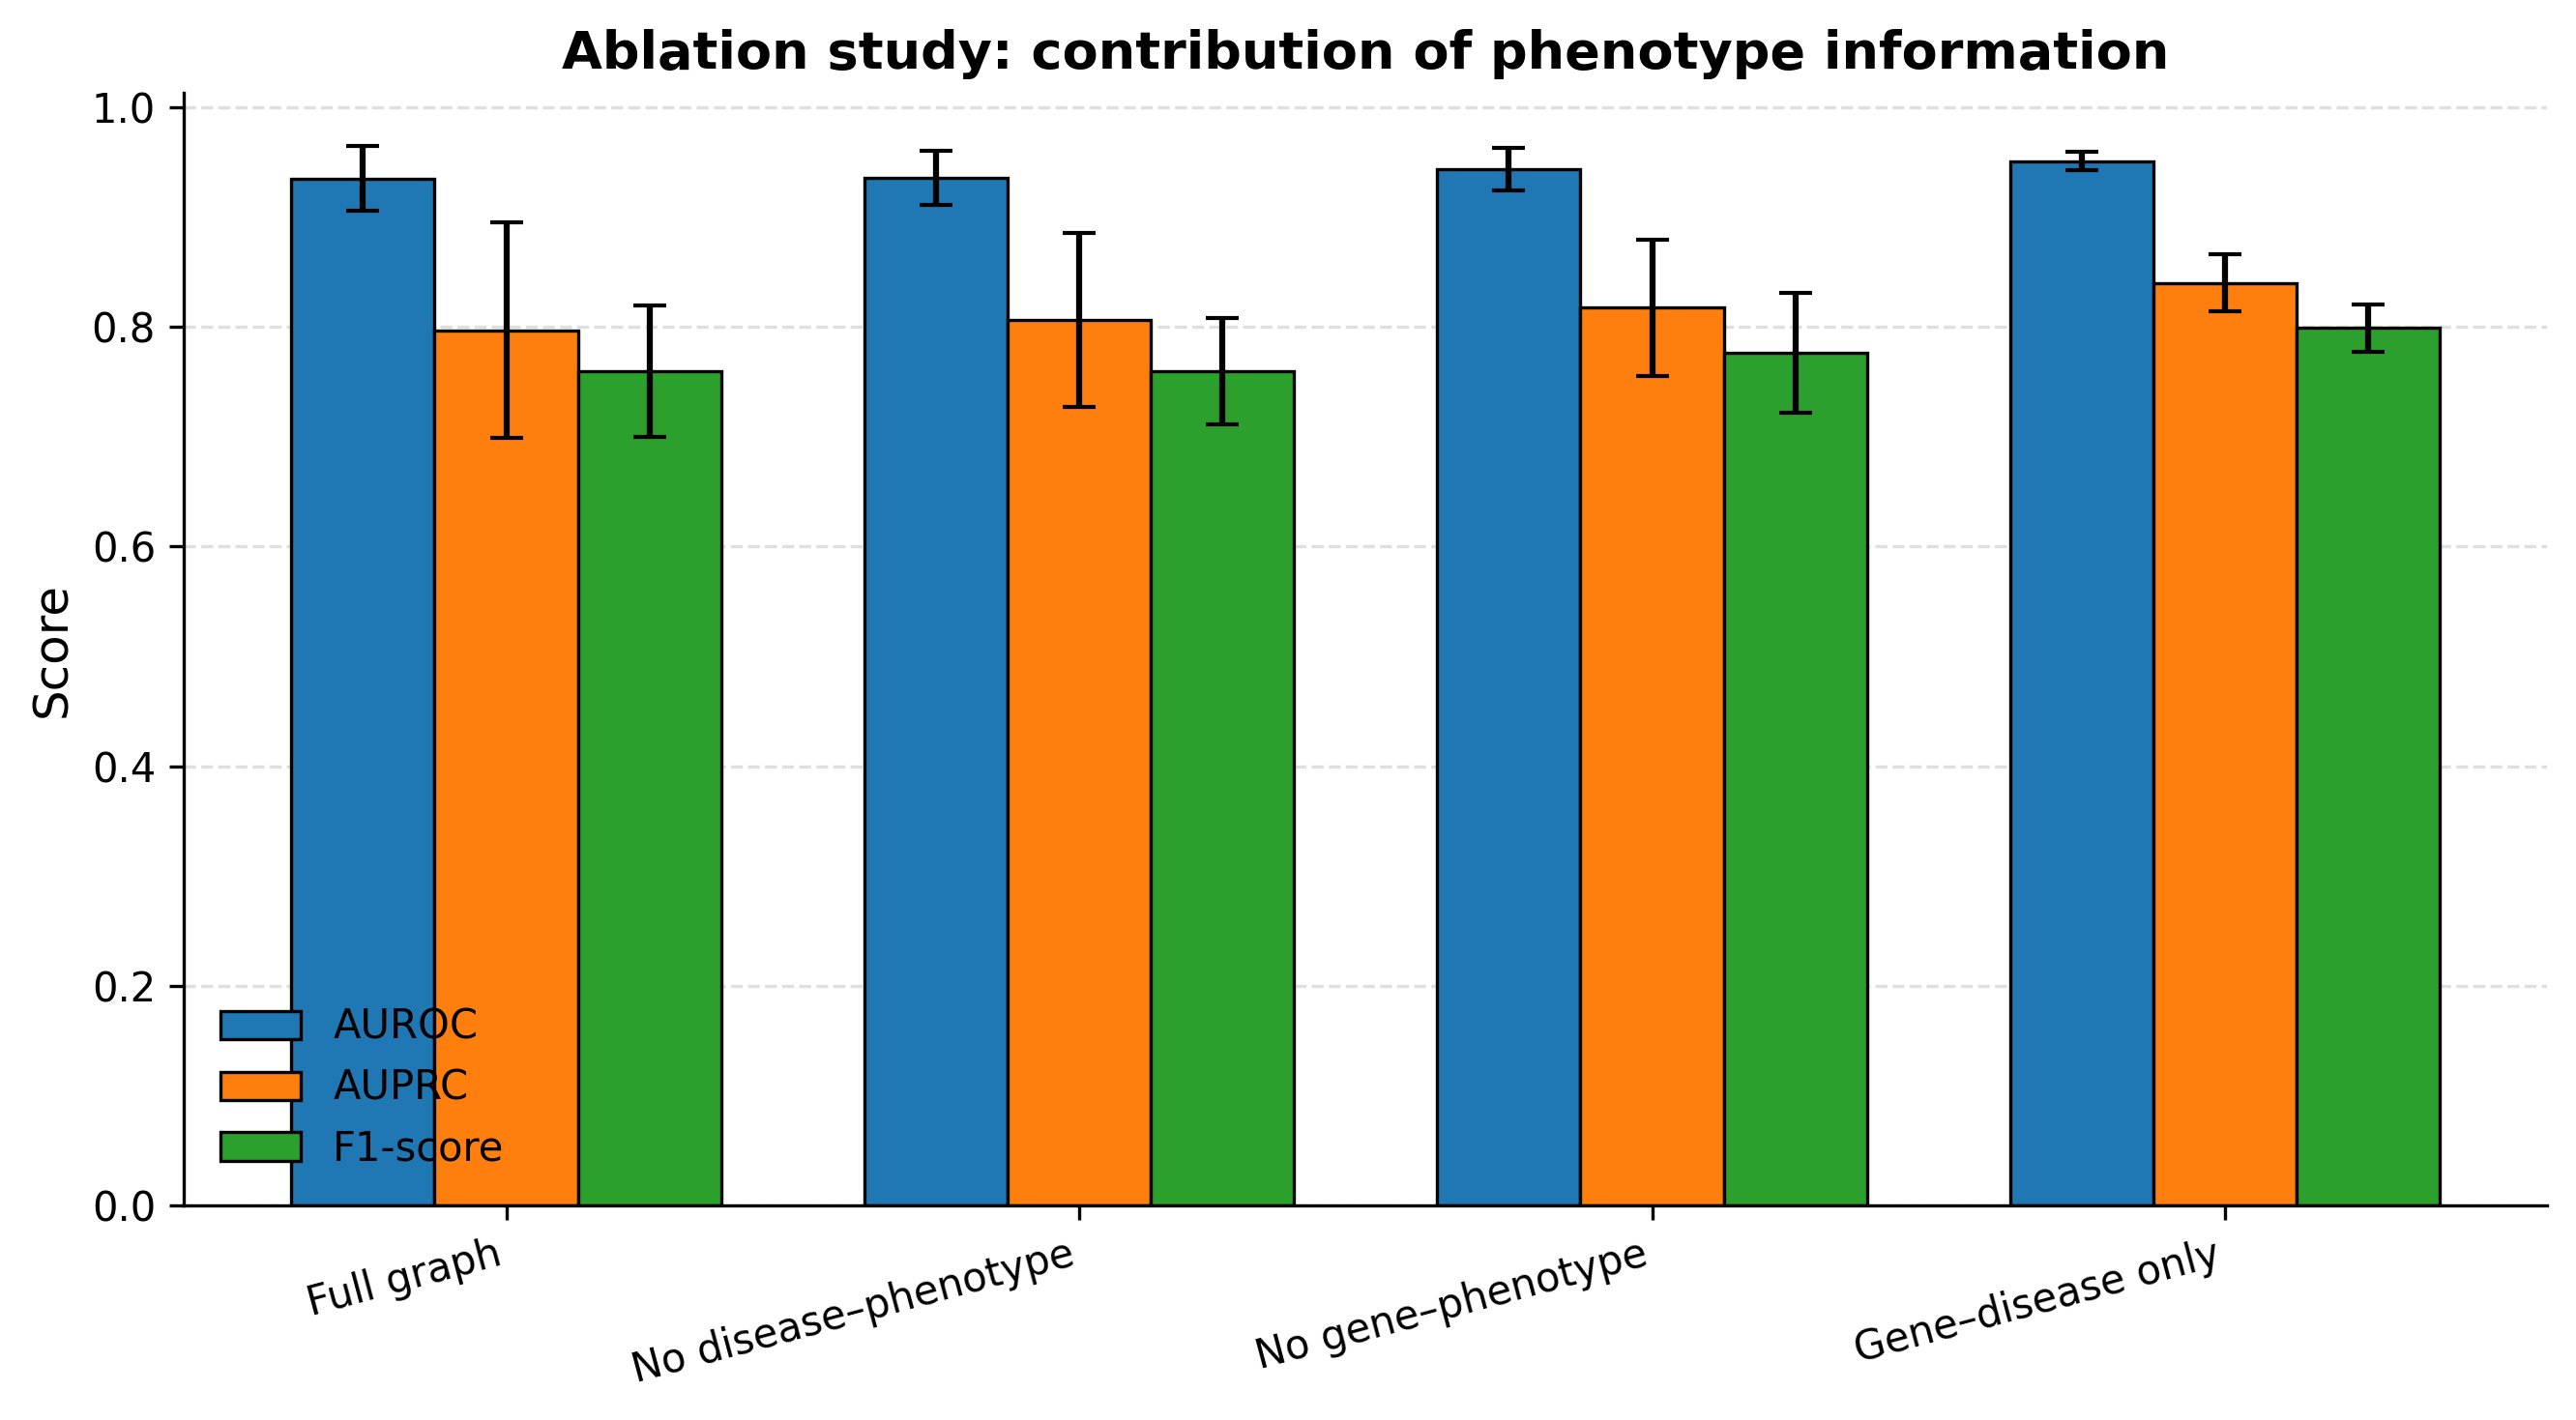 Ablation study: contribution of phenotype information
Score
1.0
0.8
0.6
0.4
0.2
0.0
AUROC
AUPRC
F1-score
Full graph
No disease–phenotype
No gene–phenotype
Gene–disease only